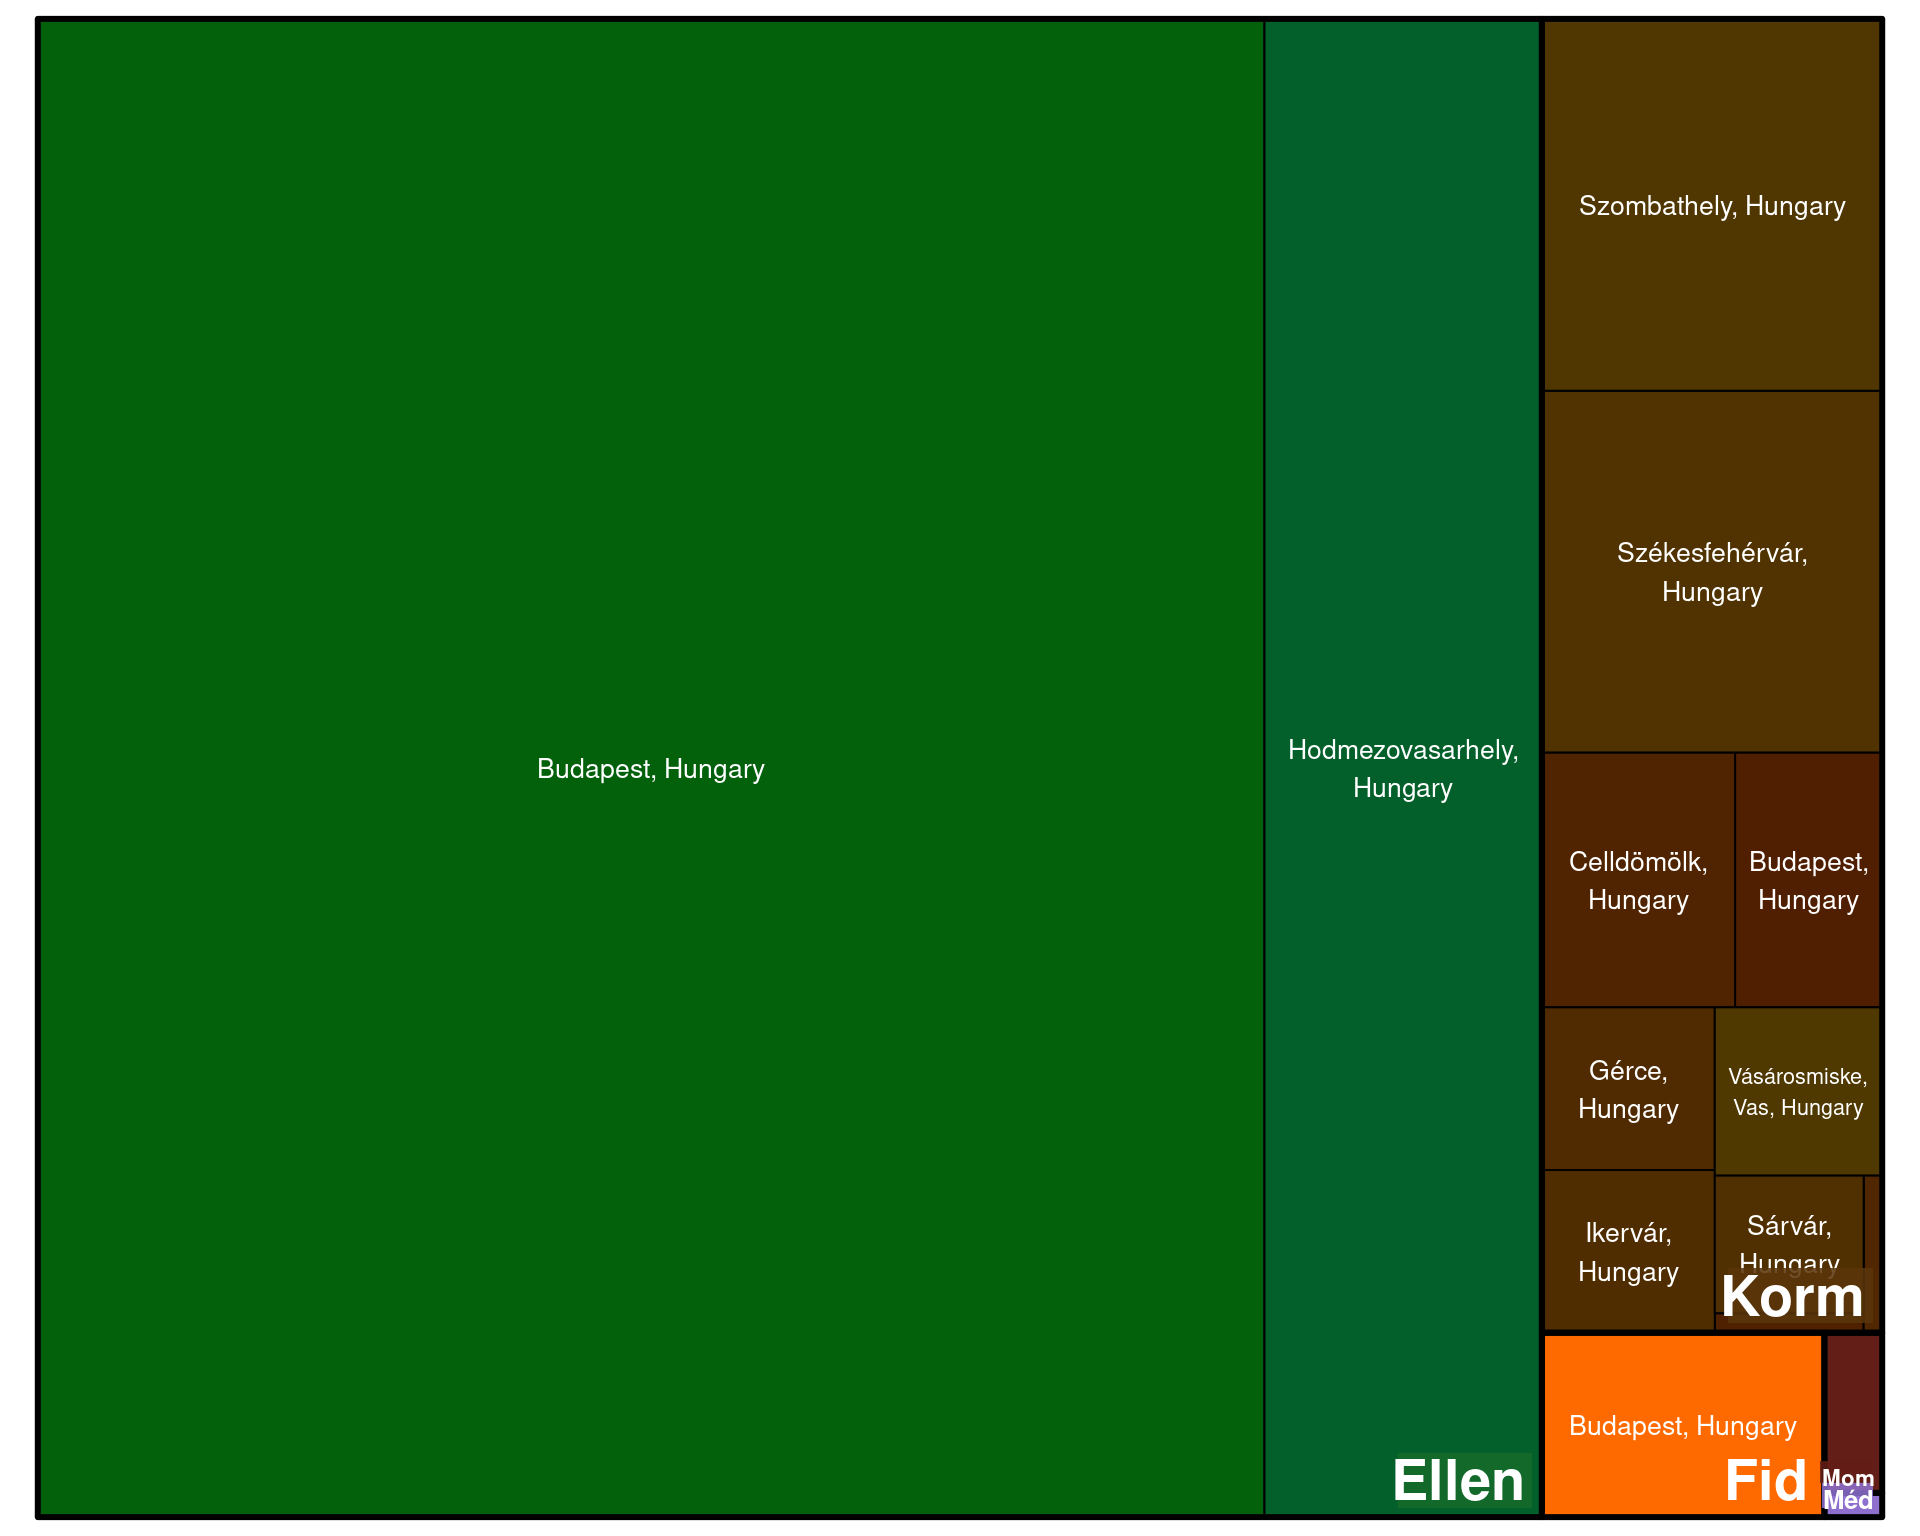 Budapest, Hungary
Hodmezovasarhely,
Hungary
Ellen
Szombathely, Hungary
Székesfehérvár,
Hungary
Celldömölk,
Hungary
Budapest,
Hungary
Gérce,
Hungary
Vásárosmiske,
Vas, Hungary
Ikervár,
Hungary
Sárvár,
Hungary
Korm
Budapest, Hungary
Fid
Mom
Méd